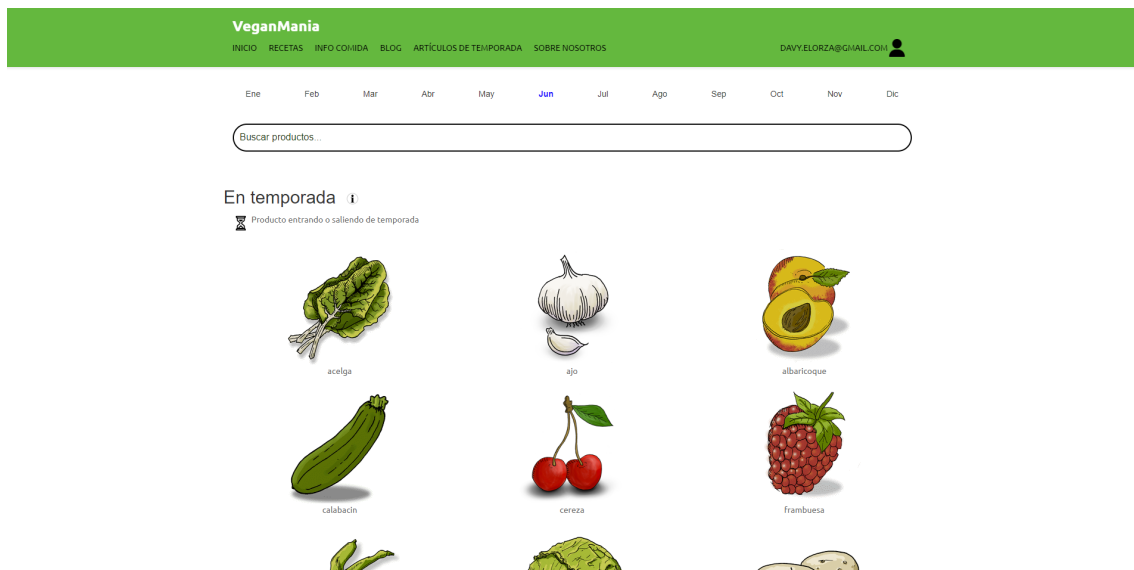 VeganMania
INICIO RECETAS INFO COMIDA BLOG ARTÍCULOS DE TEMPORADA SOBRE NOSOTROS DAVY.ELORZA@GMAIL.COM
Ene Feb Mar Abr May Jun Jul Ago Sep Oct Nov Dic
Buscar productos...
En temporada i
Producto entrando o saliendo de temporada
acelga ajo albaricoque
calabacin cereza frambuesa